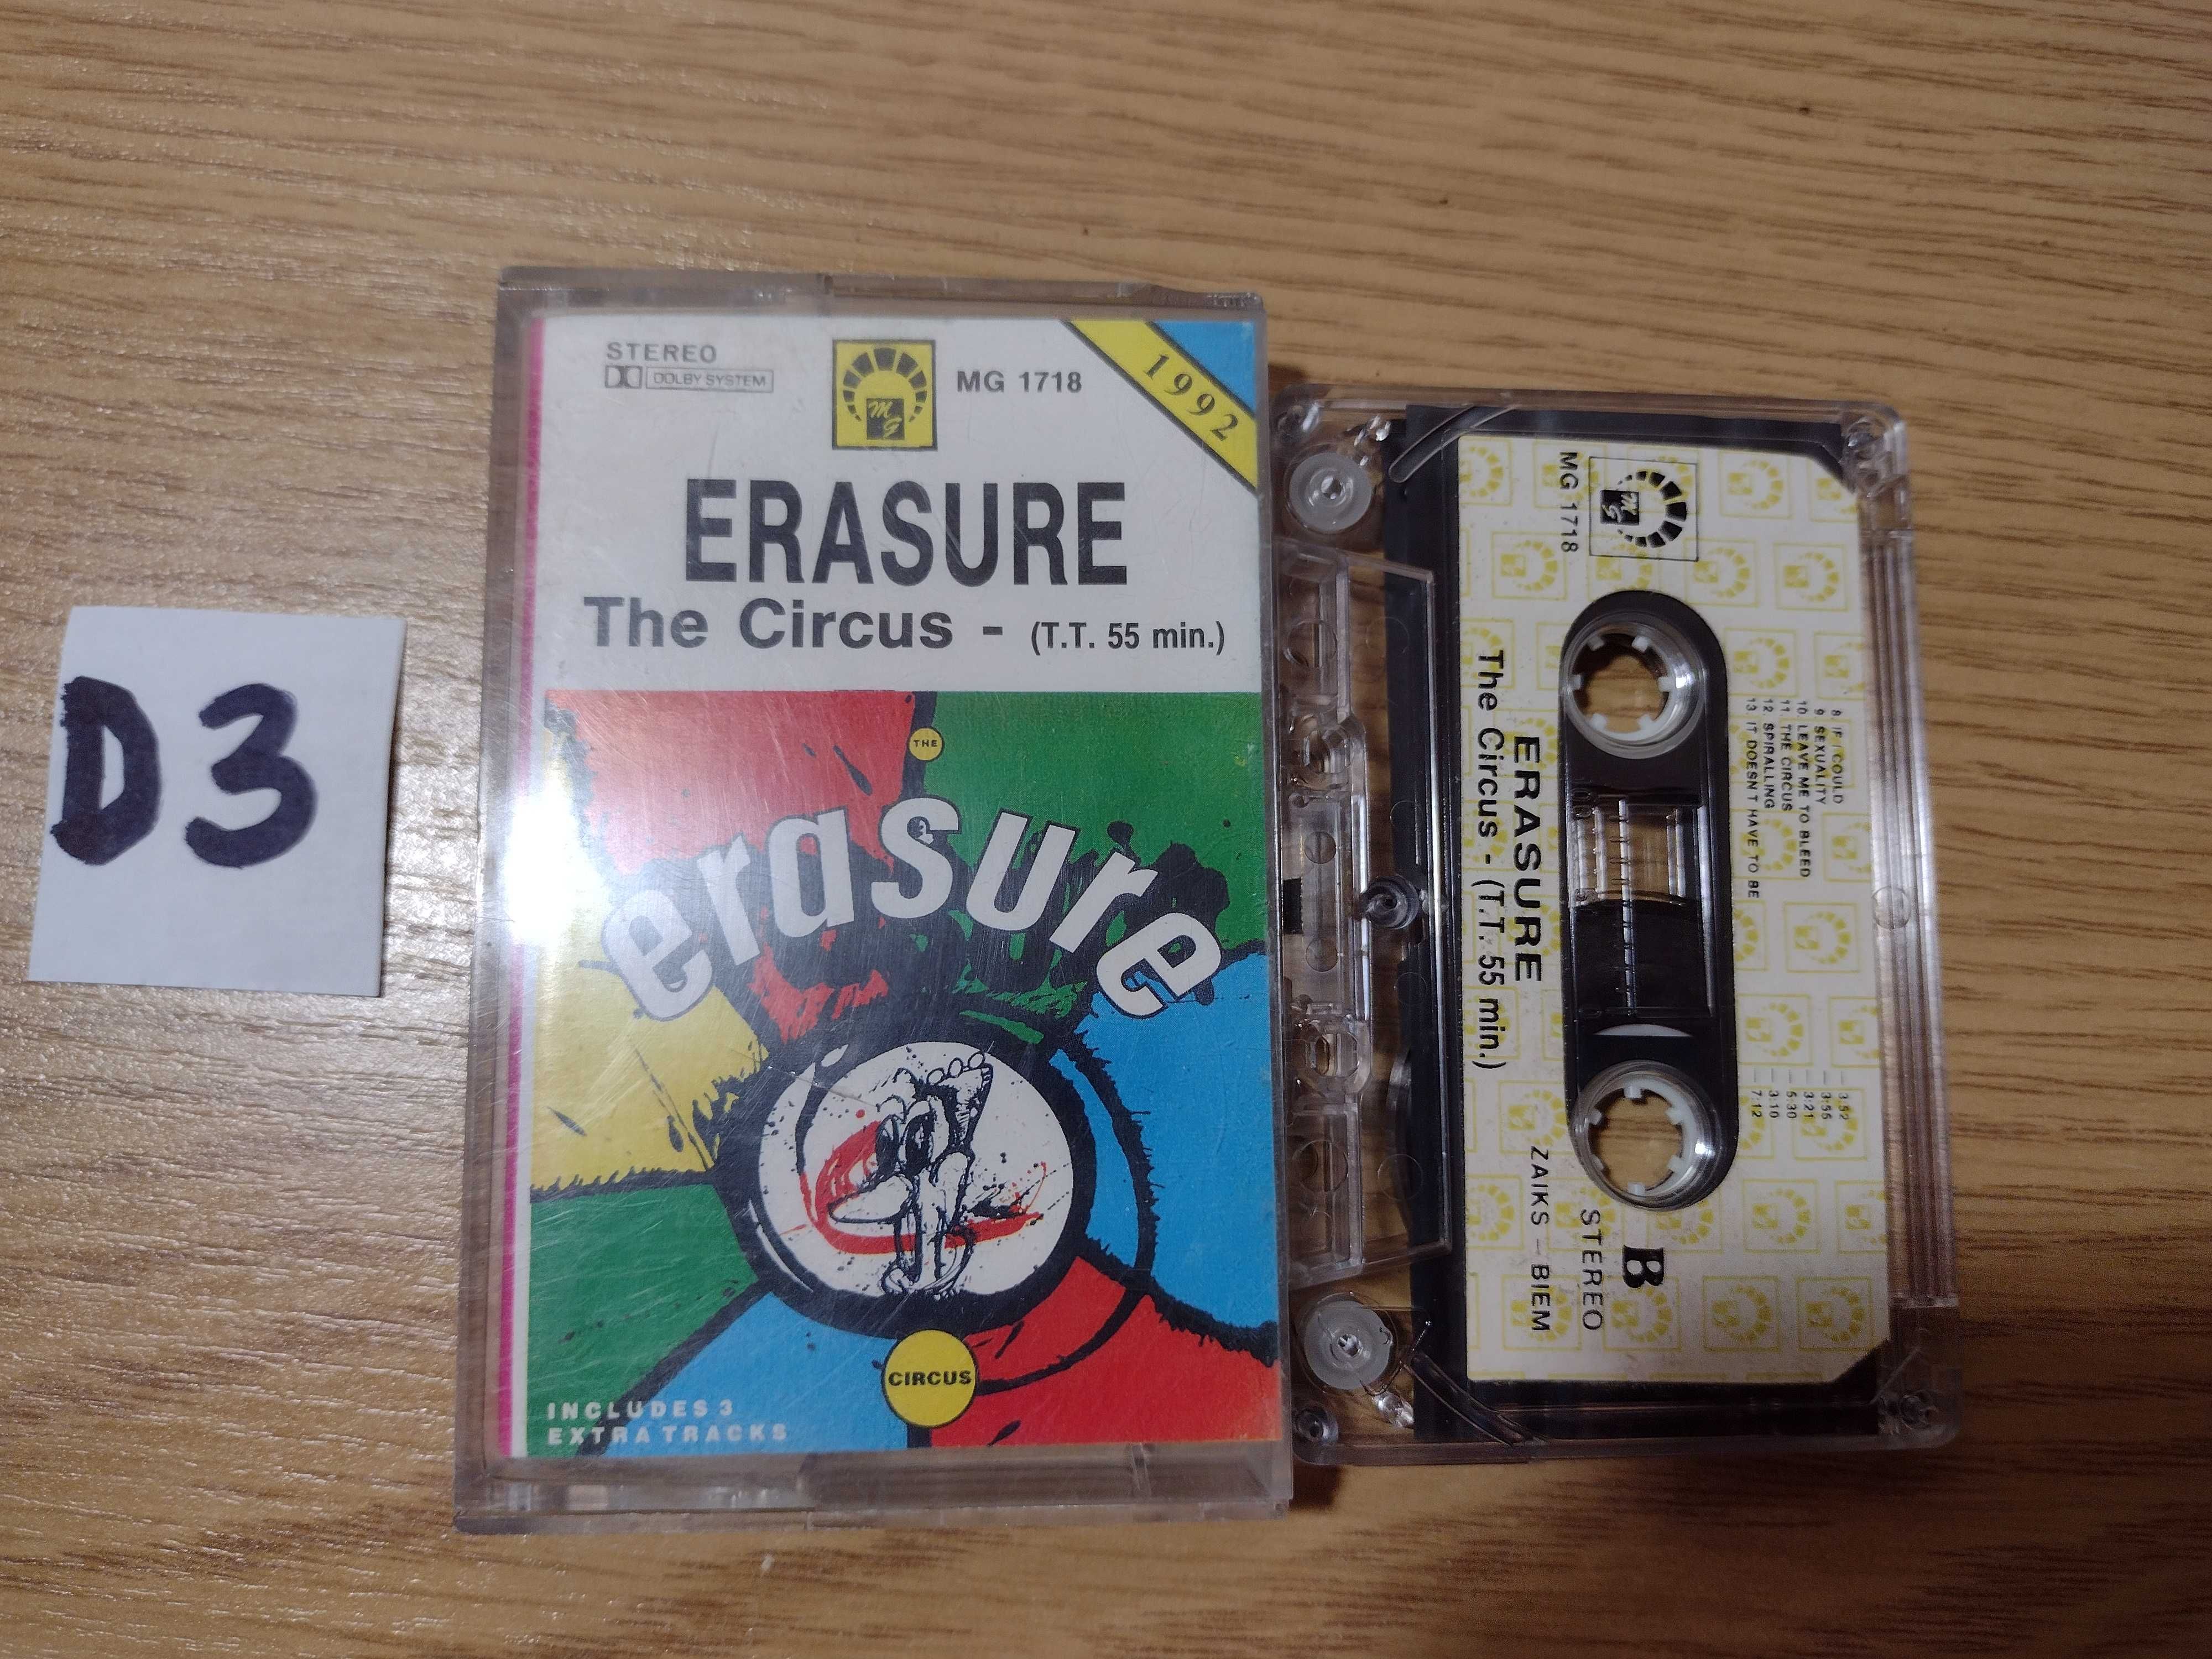 D3
STEREO
DOLBY SYSTEM
MG
MG 1718
1992
ERASURE
The Circus - (T.T. 55 min.)
THE
erasure
CIRCUS
INCLUDES 3
EXTRA TRACKS
MG
MG 1718
8 IF I COULD – 3:52
9 SEXUALITY – 3:55
10 LEAVE ME TO BLEED – 3:21
11 THE CIRCUS – 5:30
12 SPIRALLING – 3:10
13 IT DOESN'T HAVE TO BE – 7:12
B
STEREO
ERASURE
ZAIKS – BIEM
The Circus - (T.T. 55 min.)